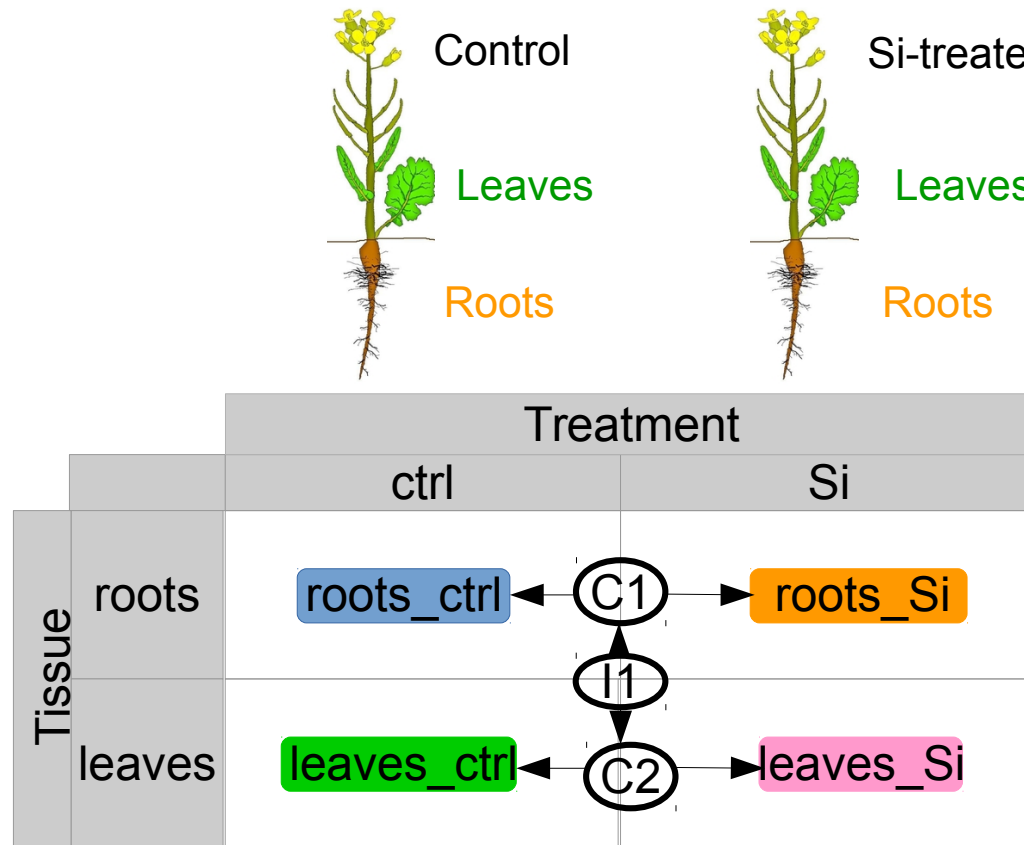 Control
Si-treate
Leaves
Leaves
Roots
Roots
Treatment
ctrl
Si
Tissue
roots
roots_ctrl
C1
roots_Si
I1
leaves
leaves_ctrl
C2
leaves_Si